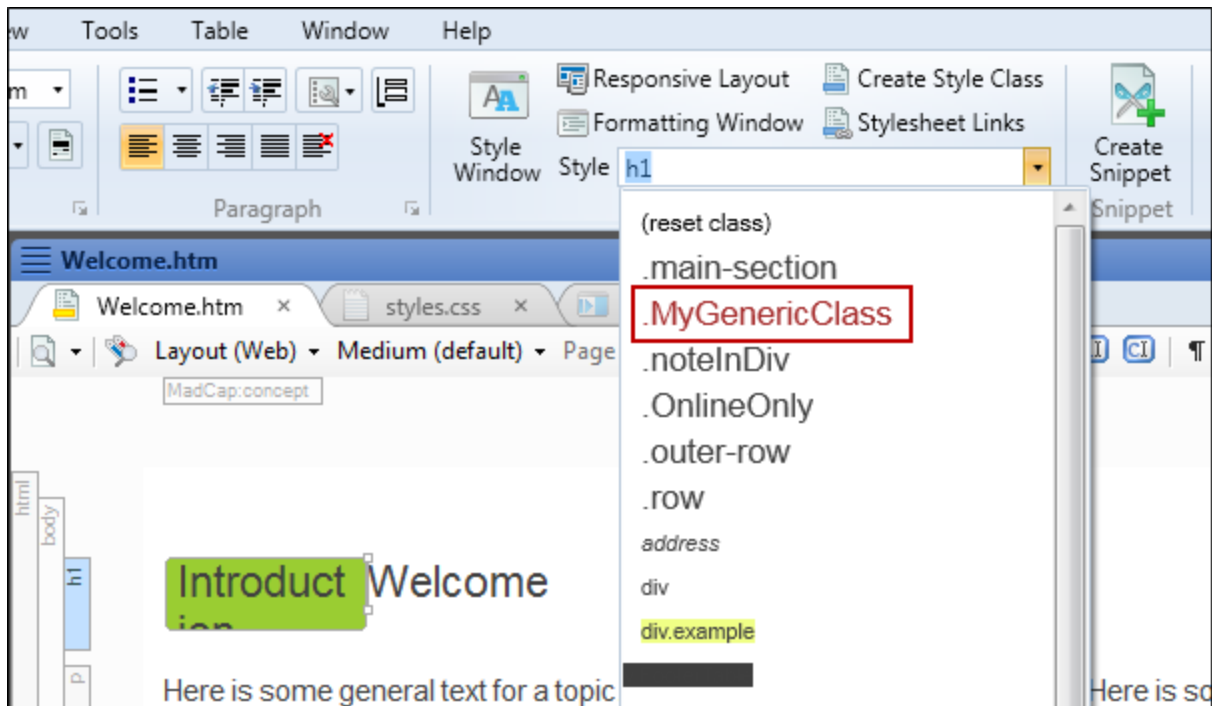 Tools Table Window Help
Responsive Layout Create Style Class
Formatting Window Stylesheet Links
Style Window
Style h1
Create Snippet
Paragraph
Snippet
(reset class)
Welcome.htm
.main-section
Welcome.htm × styles.css ×
.MyGenericClass
Layout (Web) Medium (default) Page
.noteInDiv
MadCap:concept
.OnlineOnly
.outer-row
.row
html
body
address
h1
Introduct Welcome
div
div.example
p
Here is some general text for a topic
Here is